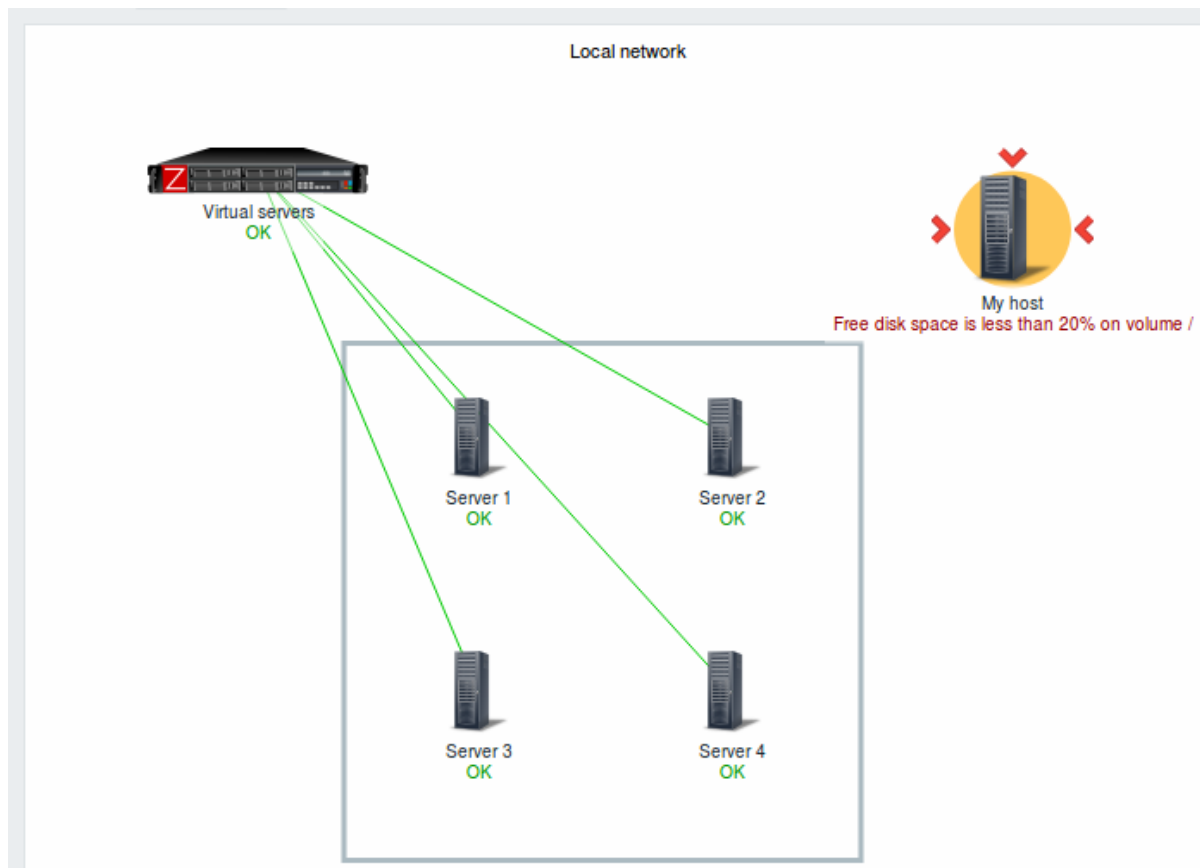 Local network
Z
Virtual servers
OK
My host
Free disk space is less than 20% on volume /
Server 1
OK
Server 2
OK
Server 3
OK
Server 4
OK